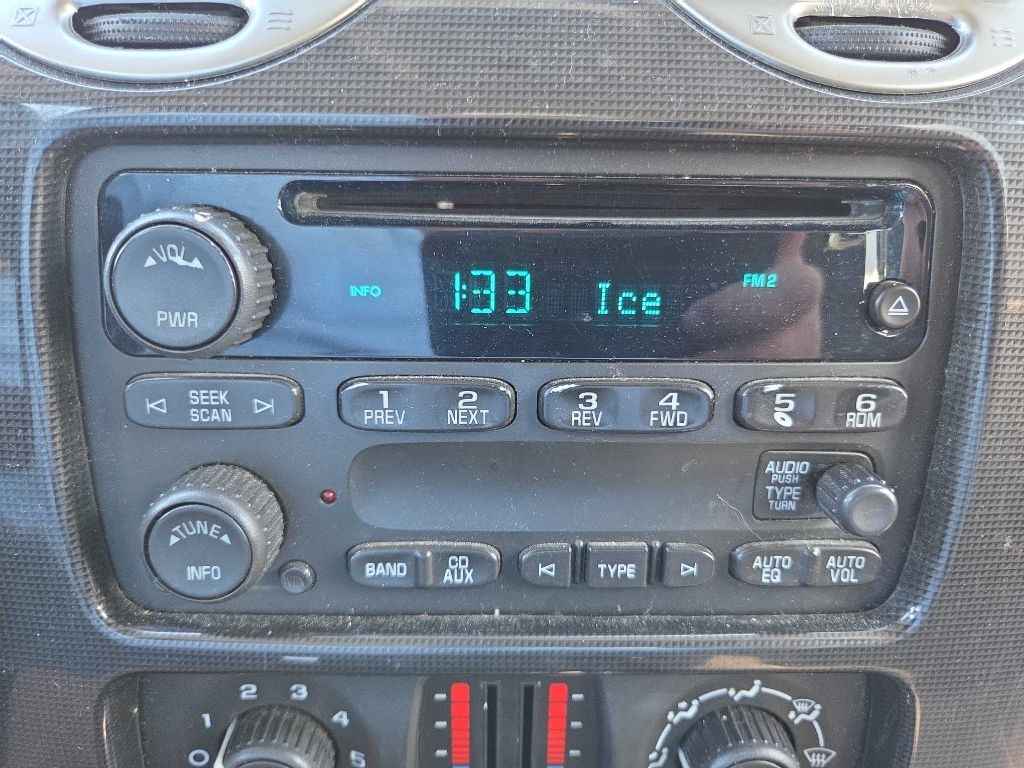 VOL
PWR
INFO 1:33 Ice FM2
SEEK
SCAN
1 2 3 4 5 6
PREV NEXT REV FWD RDM
AUDIO
PUSH
TYPE
TURN
TUNE
INFO
BAND
CD
AUX
TYPE
AUTO
EQ
AUTO
VOL
0 1 2 3 4 5